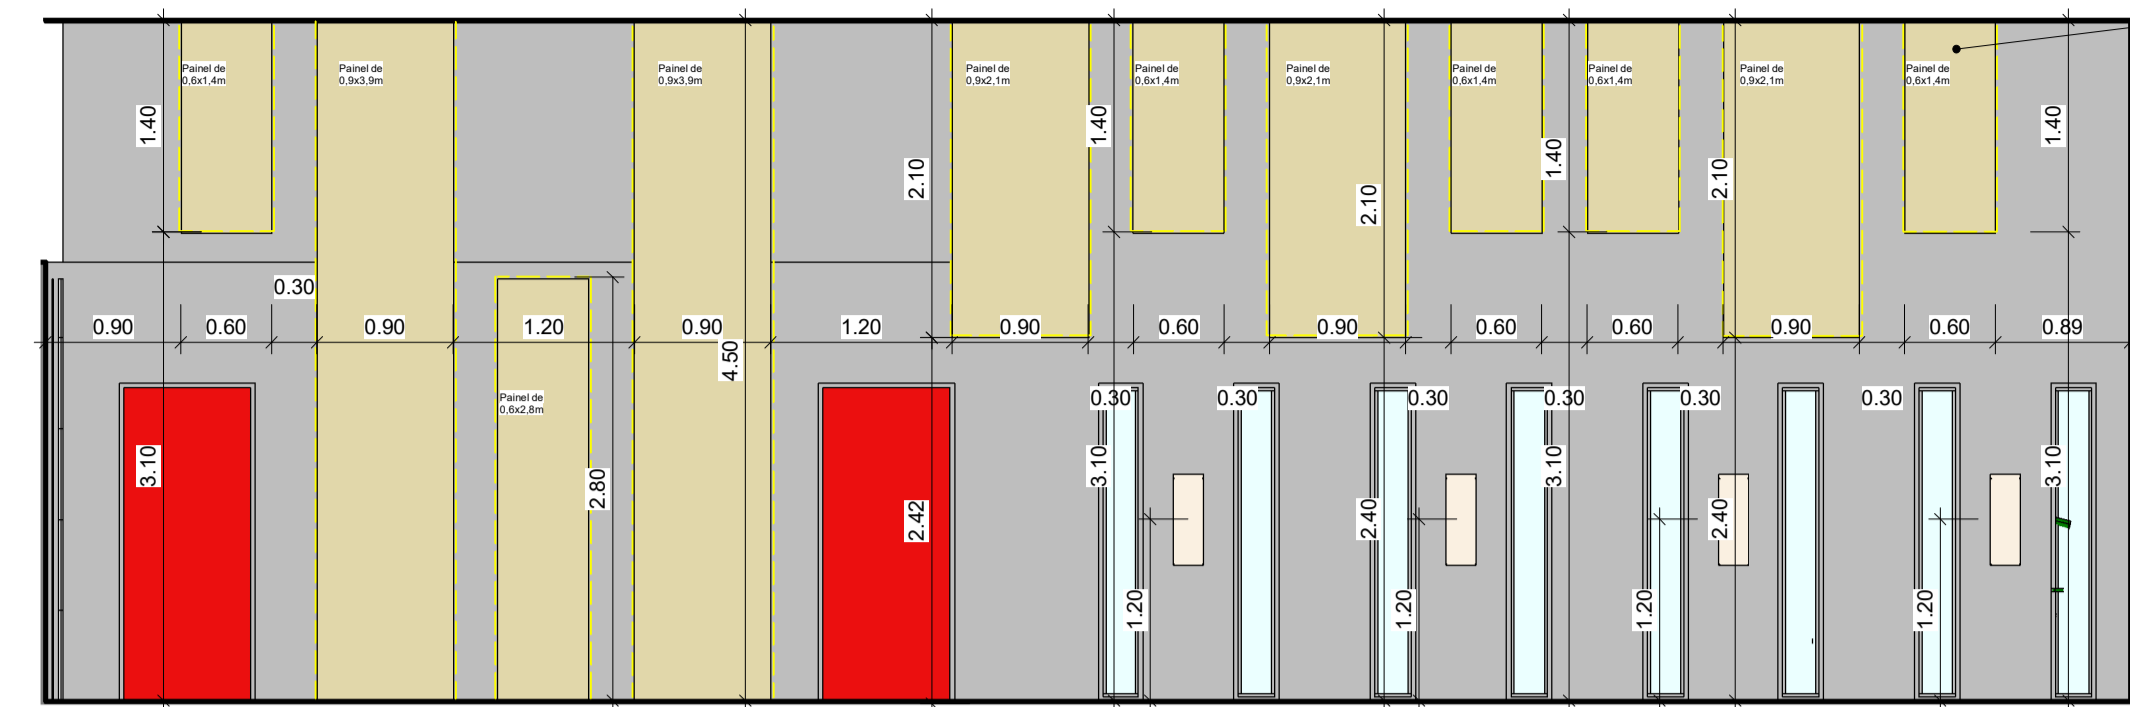 Painel de
0,6x1,4m
Painel de
0,9x3,9m
Painel de
0,9x3,9m
Painel de
0,9x2,1m
Painel de
0,6x1,4m
Painel de
0,9x2,1m
Painel de
0,6x1,4m
Painel de
0,6x1,4m
Painel de
0,9x2,1m
Painel de
0,6x1,4m
1.40
2.10
1.40
2.10
1.40
2.10
1.40
0.30
0.90
0.60
0.90
1.20
0.90
1.20
0.90
0.60
0.90
0.60
0.60
0.90
0.60
0.89
4.50
Painel de
0,6x2,8m
0.30
0.30
0.30
0.30
0.30
0.30
3.10
2.80
2.42
3.10
2.40
3.10
2.40
3.10
1.20
1.20
1.20
1.20